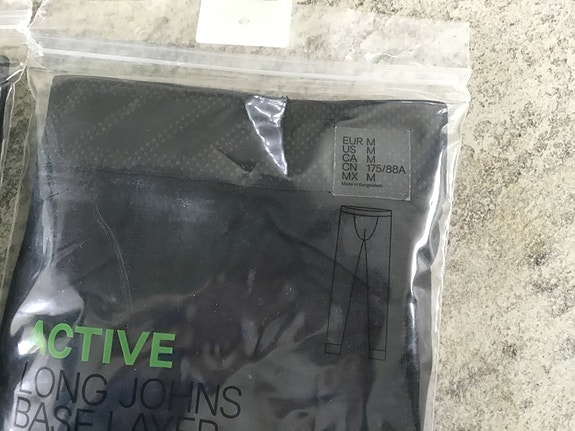 EUR M
US M
CA M
CN 175/88A
MX M
Made in Bangladesh
ACTIVE
LONG JOHNS
BASE LAYER